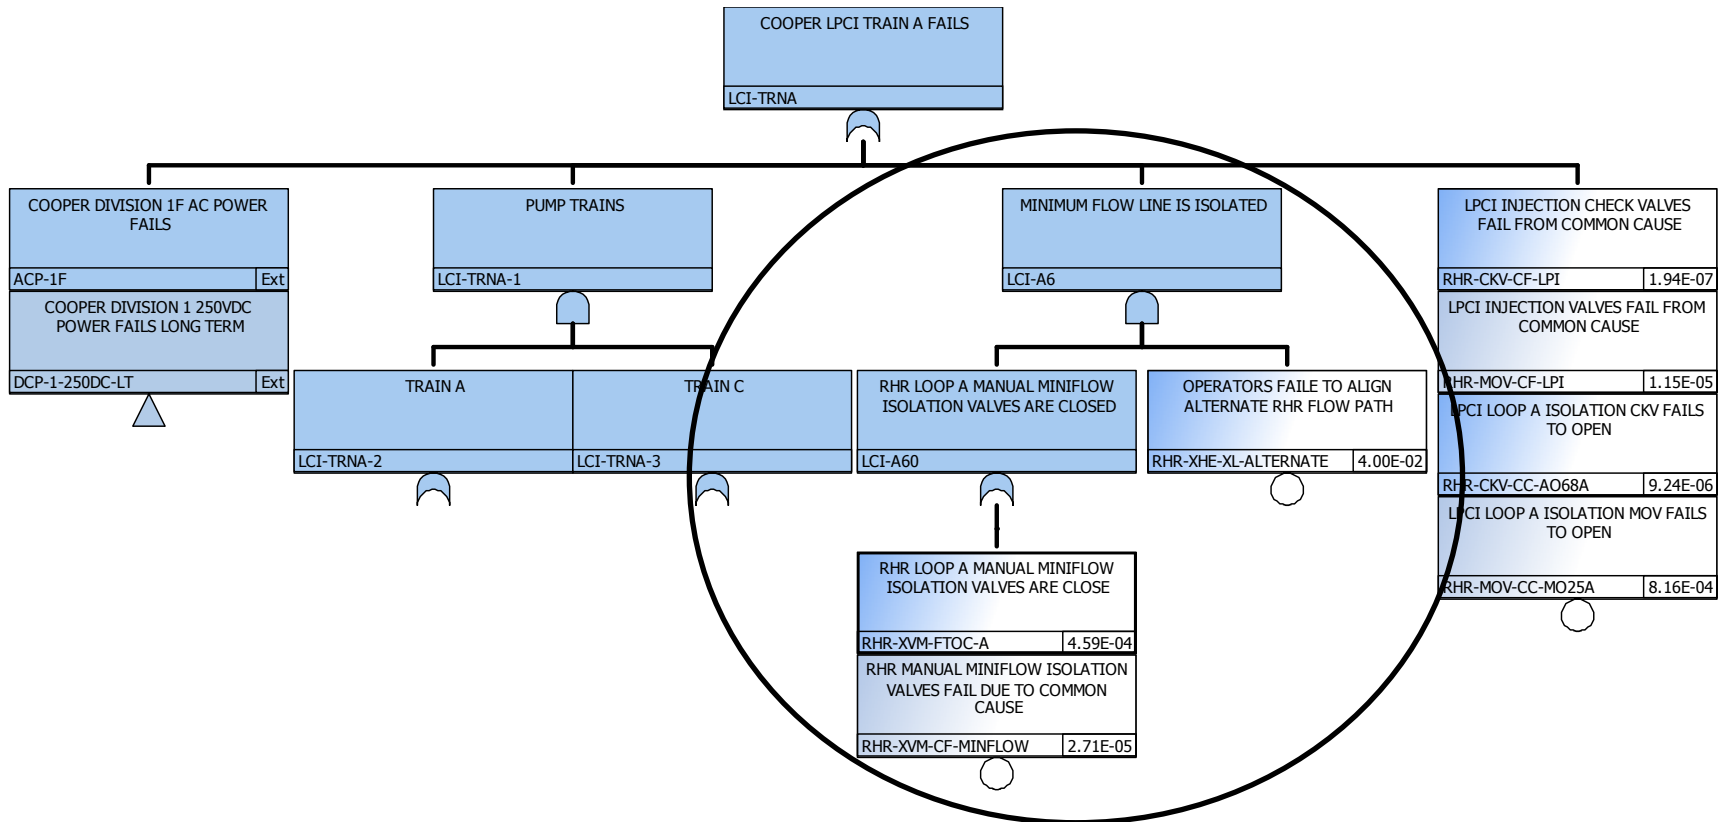 COOPER LPCI TRAIN A FAILS
LCI-TRNA
COOPER DIVISION 1F AC POWER
FAILS
ACP-1F Ext
COOPER DIVISION 1 250VDC
POWER FAILS LONG TERM
DCP-1-250DC-LT Ext
PUMP TRAINS
LCI-TRNA-1
TRAIN A
LCI-TRNA-2
TRAIN C
LCI-TRNA-3
MINIMUM FLOW LINE IS ISOLATED
LCI-A6
RHR LOOP A MANUAL MINIFLOW
ISOLATION VALVES ARE CLOSED
LCI-A60
OPERATORS FAILE TO ALIGN
ALTERNATE RHR FLOW PATH
RHR-XHE-XL-ALTERNATE 4.00E-02
RHR LOOP A MANUAL MINIFLOW
ISOLATION VALVES ARE CLOSE
RHR-XVM-FTOC-A 4.59E-04
RHR MANUAL MINIFLOW ISOLATION
VALVES FAIL DUE TO COMMON
CAUSE
RHR-XVM-CF-MINFLOW 2.71E-05
LPCI INJECTION CHECK VALVES
FAIL FROM COMMON CAUSE
RHR-CKV-CF-LPI 1.94E-07
LPCI INJECTION VALVES FAIL FROM
COMMON CAUSE
RHR-MOV-CF-LPI 1.15E-05
LPCI LOOP A ISOLATION CKV FAILS
TO OPEN
RHR-CKV-CC-AO68A 9.24E-06
LPCI LOOP A ISOLATION MOV FAILS
TO OPEN
RHR-MOV-CC-MO25A 8.16E-04